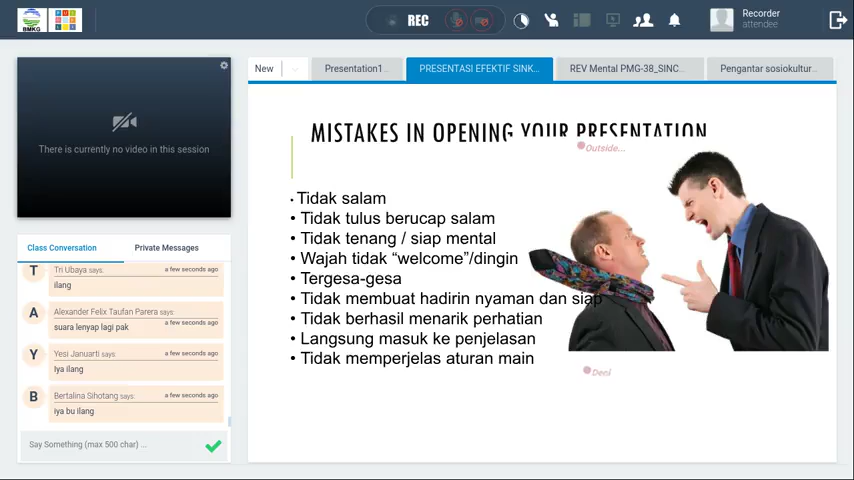 BMKG
REC
Recorder
attendee
New
Presentation1...
PRESENTASI EFEKTIF SINK...
REV Mental PMG-38_SINC...
Pengantar sosiokultur...
There is currently no video in this session
Class Conversation
Private Messages
T
Tri Ubaya says:
a few seconds ago
ilang
A
Alexander Felix Taufan Parera says:
a few seconds ago
suara lenyap lagi pak
Y
Yesi Januarti says:
a few seconds ago
Iya ilang
B
Bertalina Sihotang says:
a few seconds ago
iya bu ilang
Say Something (max 500 char) ...
MISTAKES IN OPENING YOUR PRESENTATION
Outside...
• Tidak salam
• Tidak tulus berucap salam
• Tidak tenang / siap mental
• Wajah tidak “welcome”/dingin
• Tergesa-gesa
• Tidak membuat hadirin nyaman dan siap
• Tidak berhasil menarik perhatian
• Langsung masuk ke penjelasan
• Tidak memperjelas aturan main